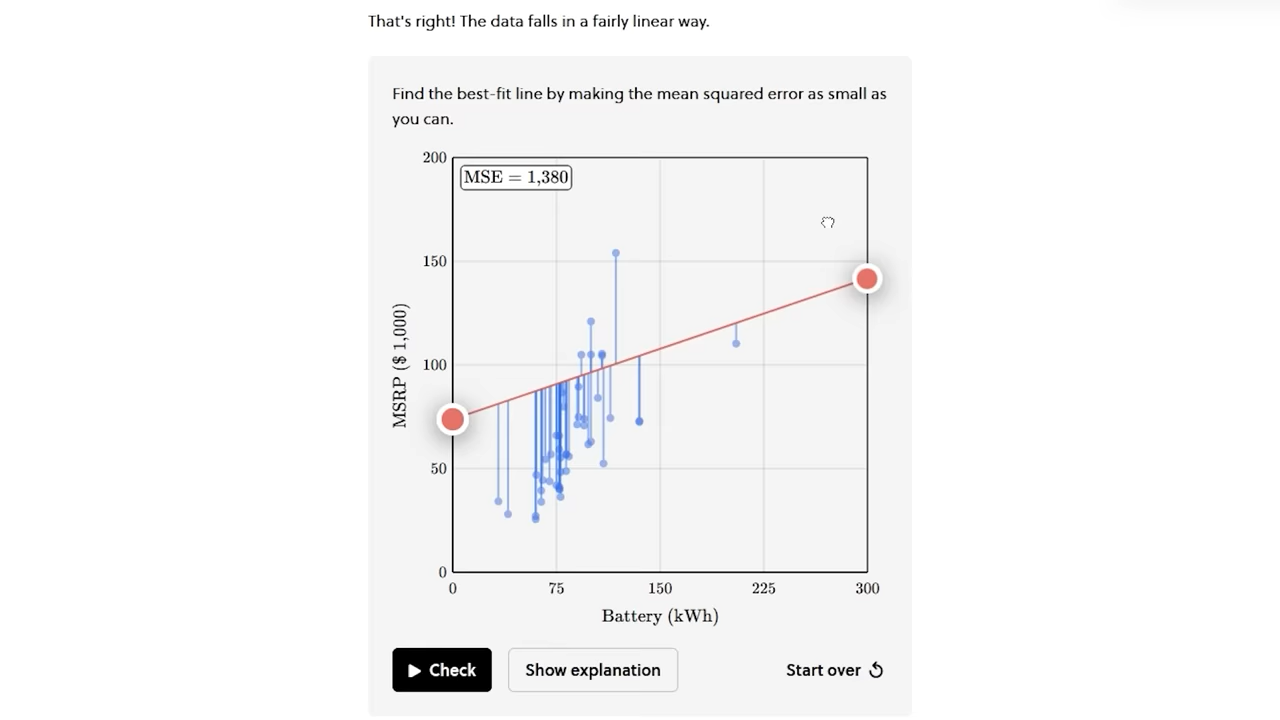 That's right! The data falls in a fairly linear way.
Find the best-fit line by making the mean squared error as small as
you can.
MSE = 1,380
200
150
100
50
0
MSRP ($ 1,000)
0 75 150 225 300
Battery (kWh)
Check
Show explanation
Start over